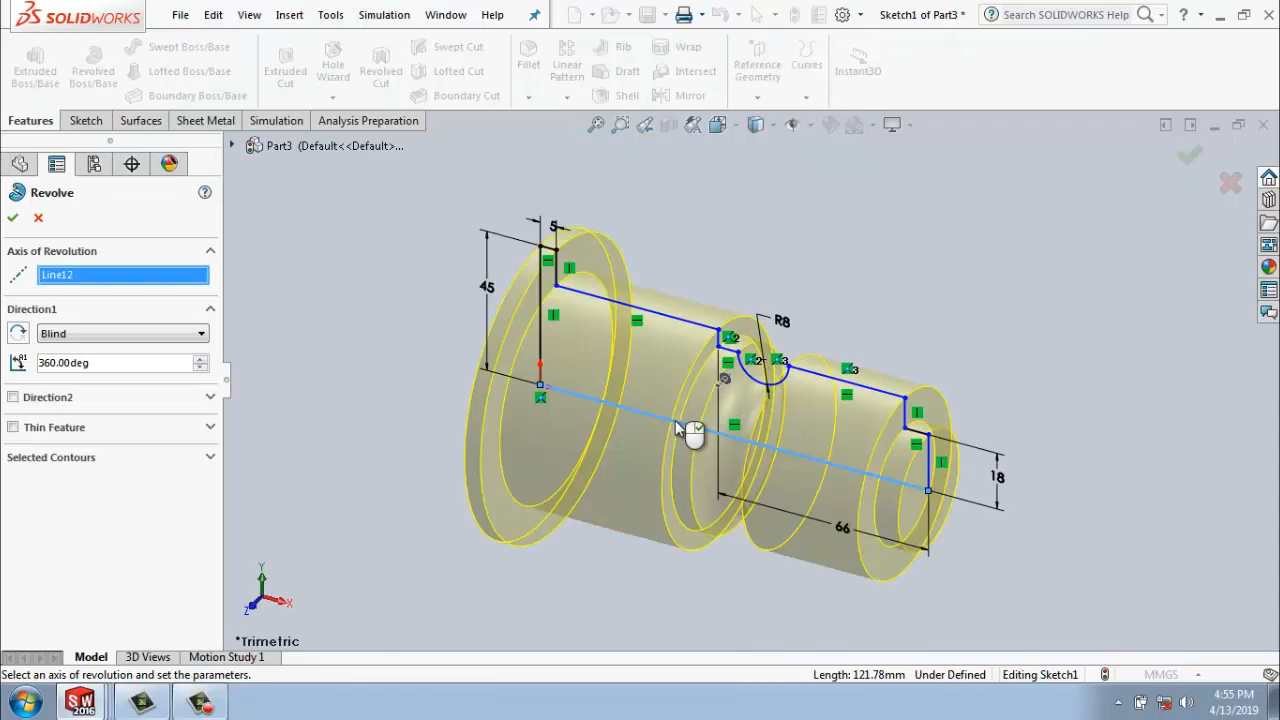 SOLIDWORKS File Edit View Insert Tools Simulation Window Help Sketch1 of Part3 * Search SOLIDWORKS Help ?
Extruded Boss/Base Revolved Boss/Base Swept Boss/Base Lofted Boss/Base Boundary Boss/Base Extruded Cut Hole Wizard Revolved Cut Swept Cut Lofted Cut Boundary Cut Fillet Linear Pattern Rib Draft Shell Wrap Intersect Mirror Reference Geometry Curves Instant3D
Features Sketch Surfaces Sheet Metal Simulation Analysis Preparation
Part3 (Default<<Default>...
Revolve ?
Axis of Revolution
Line12
Direction1
Blind
360.00deg
Direction2
Thin Feature
Selected Contours
5
45
R8
2
2
3
3
18
66
Y
X
Z
*Trimetric
Model 3D Views Motion Study 1
Select an axis of revolution and set the parameters. Length: 121.78mm Under Defined Editing Sketch1 MMGS
SW 2016
4:55 PM
4/13/2019